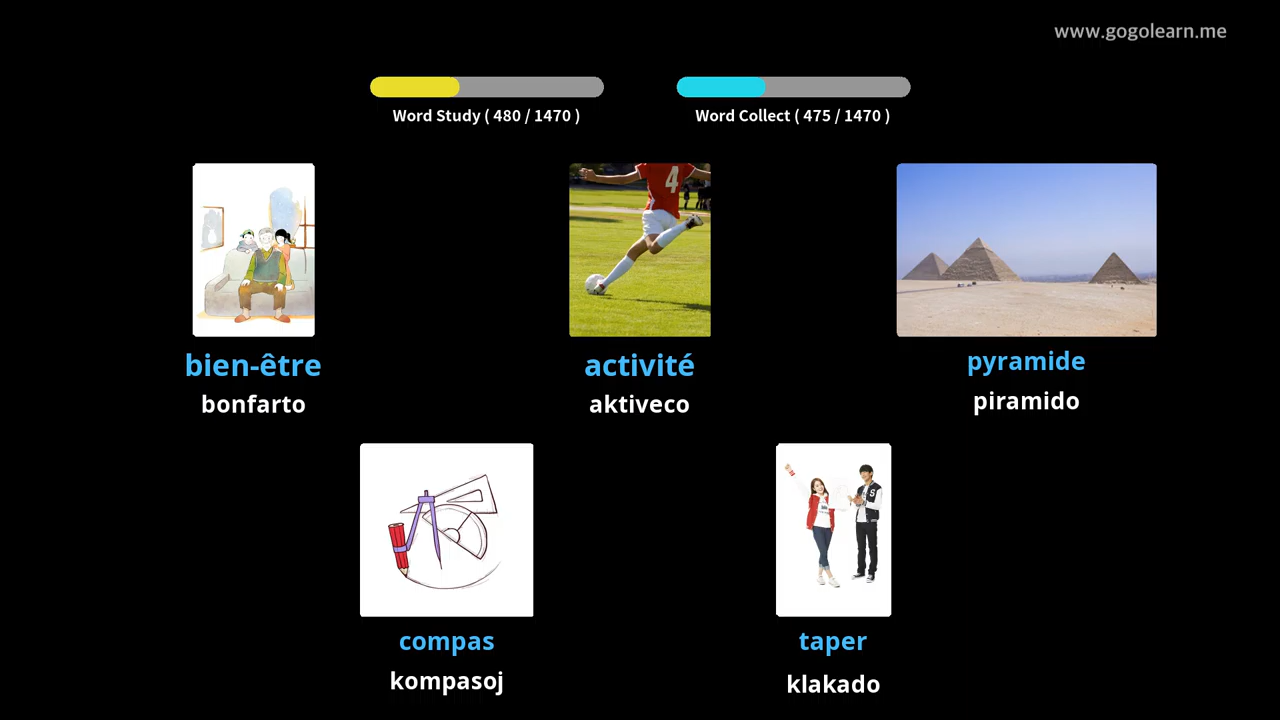 www.gogolearn.me
Word Study ( 480 / 1470 )
Word Collect ( 475 / 1470 )
4
bien-être
bonfarto
activité
aktiveco
pyramide
piramido
S
compas
kompasoj
taper
klakado